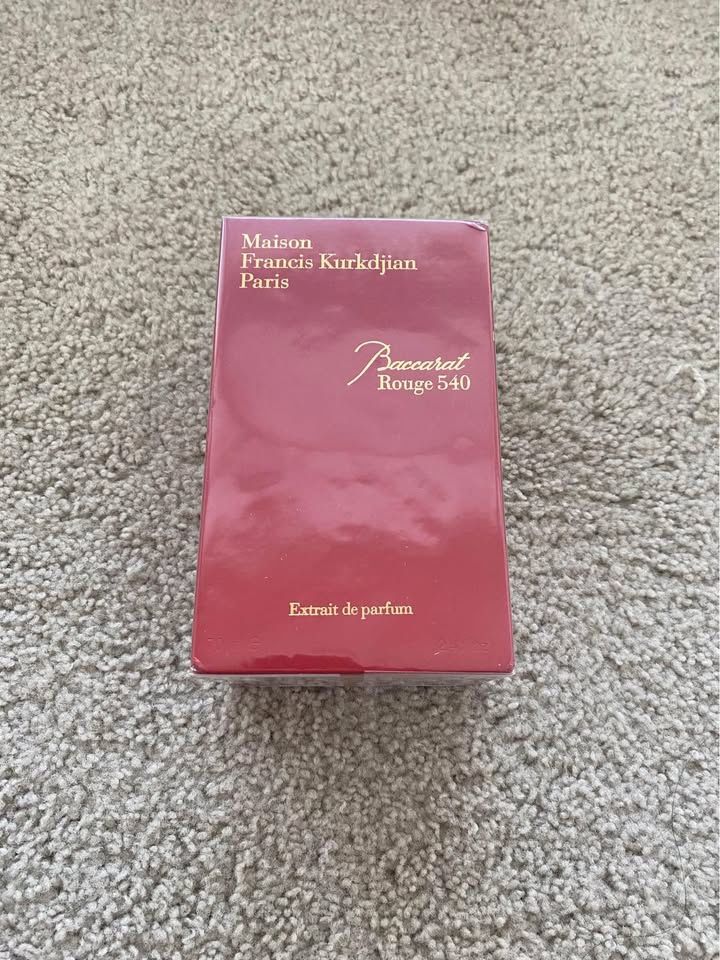 Maison
Francis Kurkdjian
Paris
Baccarat
Rouge 540
Extrait de parfum